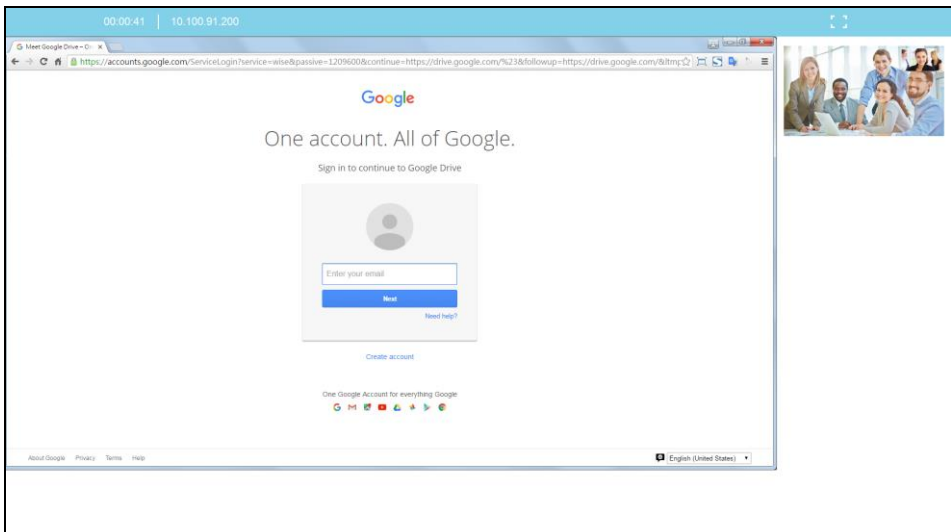 00:00:41 10.100.91.200
Meet Google Drive – On
https://accounts.google.com/ServiceLogin?service=wise&passive=1209600&continue=https://drive.google.com/%23&followup=https://drive.google.com/&ltmp
Google
One account. All of Google.
Sign in to continue to Google Drive
Enter your email
Next
Need help?
Create account
One Google Account for everything Google
About Google Privacy Terms Help
English (United States)